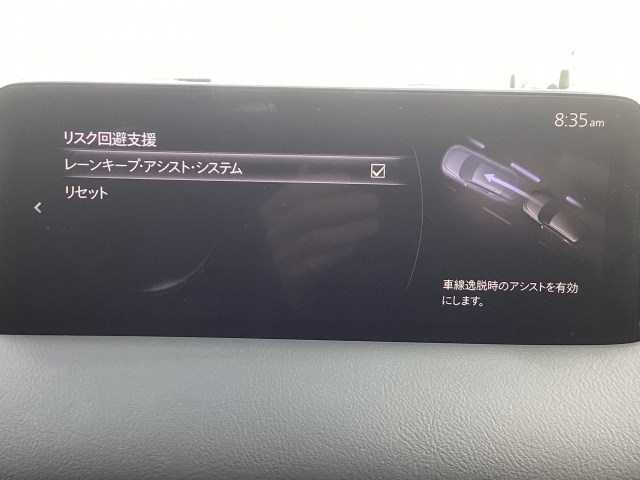 8:35am
リスク回避支援
レーンキープ・アシスト・システム
リセット
車線逸脱時のアシストを有効
にします。